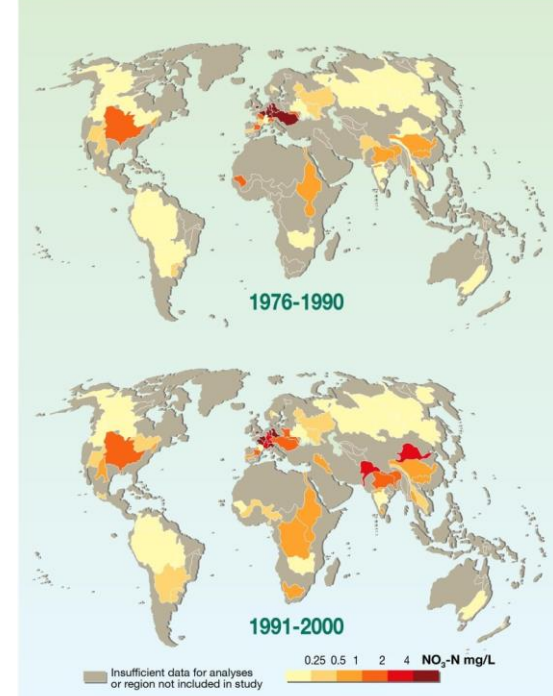 1976-1990
1991-2000
Insufficient data for analyses
or region not included in study
0.25 0.5 1 2 4 NO₃-N mg/L